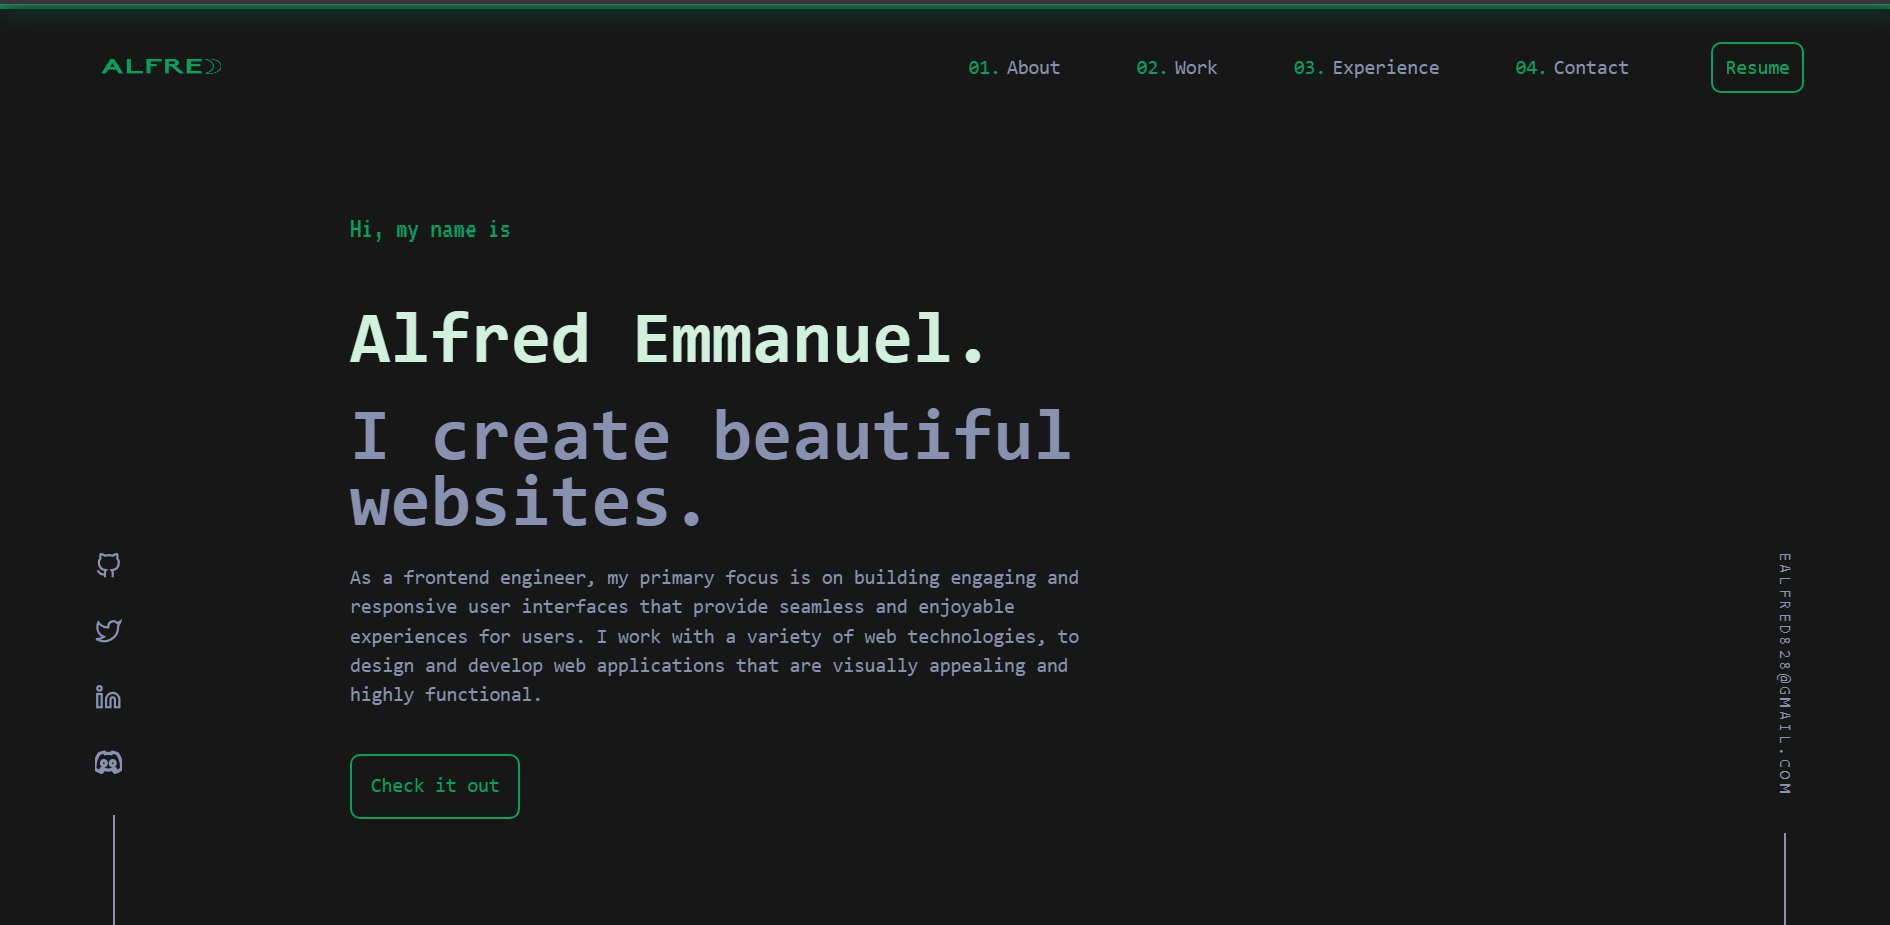 ALFRED
01. About
02. Work
03. Experience
04. Contact
Resume
Hi, my name is
Alfred Emmanuel.
I create beautiful
websites.
As a frontend engineer, my primary focus is on building engaging and
responsive user interfaces that provide seamless and enjoyable
experiences for users. I work with a variety of web technologies, to
design and develop web applications that are visually appealing and
highly functional.
Check it out
EALFRED828@GMAIL.COM